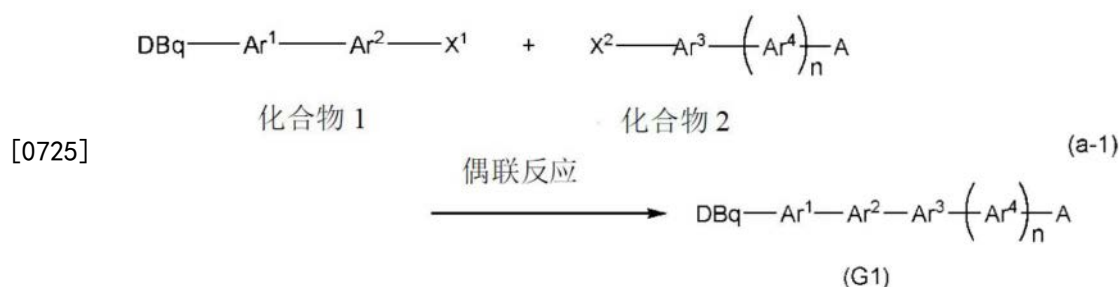 DBq—Ar¹—Ar²—X¹ + X²—Ar³—(Ar⁴)ₙ—A
化合物 1 化合物 2
[0725]
(a-1)
偶联反应
DBq—Ar¹—Ar²—Ar³—(Ar⁴)ₙ—A
(G1)